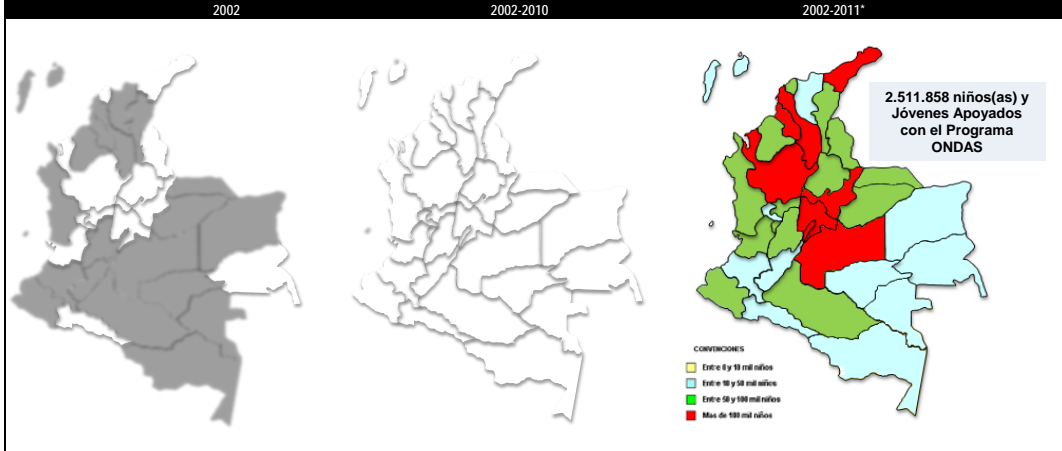 2002
2002-2010
2002-2011*
2.511.858 niños(as) y
Jóvenes Apoyados
con el Programa
ONDAS
CONVENCIONES
Entre 0 y 10 mil niños
Entre 10 y 50 mil niños
Entre 50 y 100 mil niños
Mas de 100 mil niños